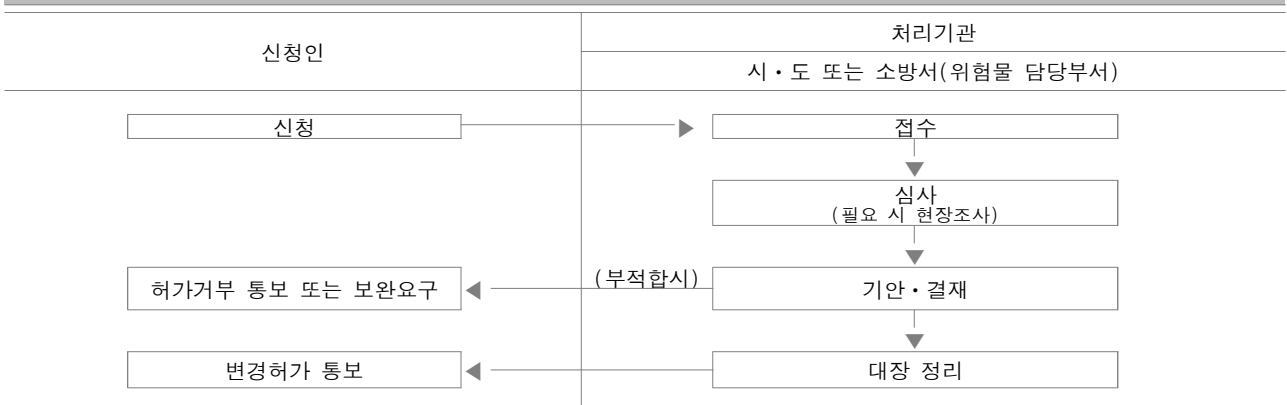 신청인
처리기관
시・도 또는 소방서(위험물 담당부서)
신청
접수
심사
(필요 시 현장조사)
허가거부 통보 또는 보완요구
(부적합시)
기안・결재
변경허가 통보
대장 정리